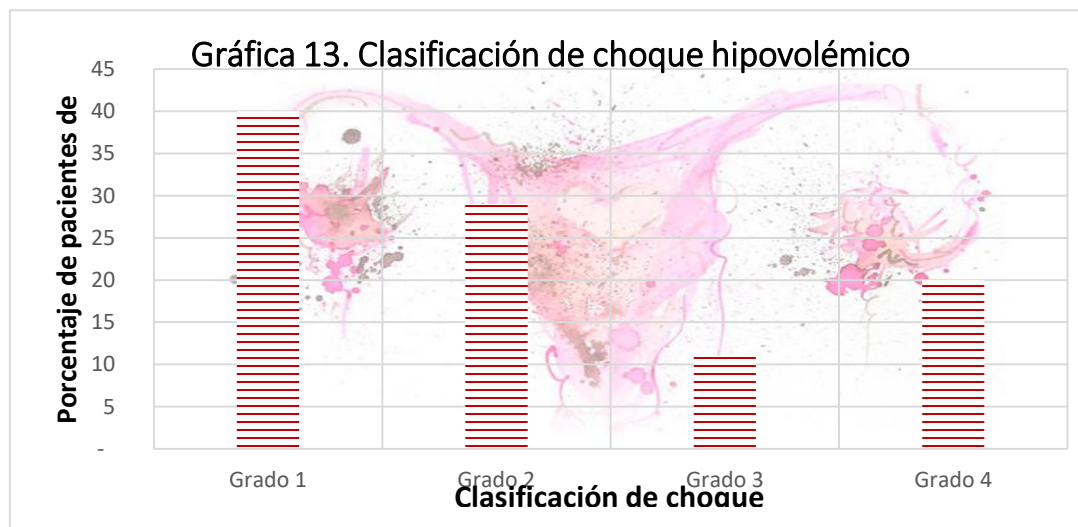 Gráfica 13. Clasificación de choque hipovolémico
Porcentaje de pacientes de
45
40
35
30
25
20
15
10
5
-
Grado 1 Grado 2 Grado 3 Grado 4
Clasificación de choque